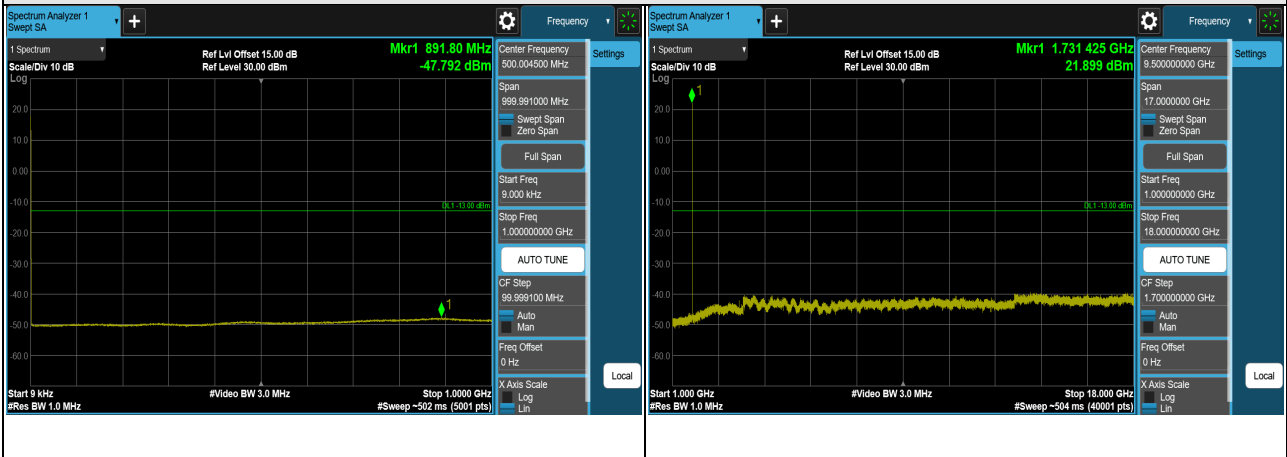 Spectrum Analyzer 1
Swept SA
Frequency
1 Spectrum
Scale/Div 10 dB
Log
Ref Lvl Offset 15.00 dB
Ref Level 30.00 dBm
Mkr1 891.80 MHz
-47.792 dBm
20.0
10.0
0.00
-10.0
-20.0
-30.0
-40.0
-50.0
-60.0
DL1 -13.00 dBm
1
Start 9 kHz
#Res BW 1.0 MHz
#Video BW 3.0 MHz
Stop 1.0000 GHz
#Sweep ~502 ms (5001 pts)
Center Frequency
500.004500 MHz
Settings
Span
999.991000 MHz
Swept Span
Zero Span
Full Span
Start Freq
9.000 kHz
Stop Freq
1.000000000 GHz
AUTO TUNE
CF Step
99.999100 MHz
Auto
Man
Freq Offset
0 Hz
X Axis Scale
Log
Lin
Local
Spectrum Analyzer 1
Swept SA
Frequency
1 Spectrum
Scale/Div 10 dB
Log
Ref Lvl Offset 15.00 dB
Ref Level 30.00 dBm
Mkr1 1.731 425 GHz
21.899 dBm
1
20.0
10.0
0.00
-10.0
-20.0
-30.0
-40.0
-50.0
-60.0
DL1 -13.00 dBm
Start 1.000 GHz
#Res BW 1.0 MHz
#Video BW 3.0 MHz
Stop 18.000 GHz
#Sweep ~504 ms (40001 pts)
Center Frequency
9.500000000 GHz
Settings
Span
17.0000000 GHz
Swept Span
Zero Span
Full Span
Start Freq
1.000000000 GHz
Stop Freq
18.000000000 GHz
AUTO TUNE
CF Step
1.700000000 GHz
Auto
Man
Freq Offset
0 Hz
X Axis Scale
Log
Lin
Local